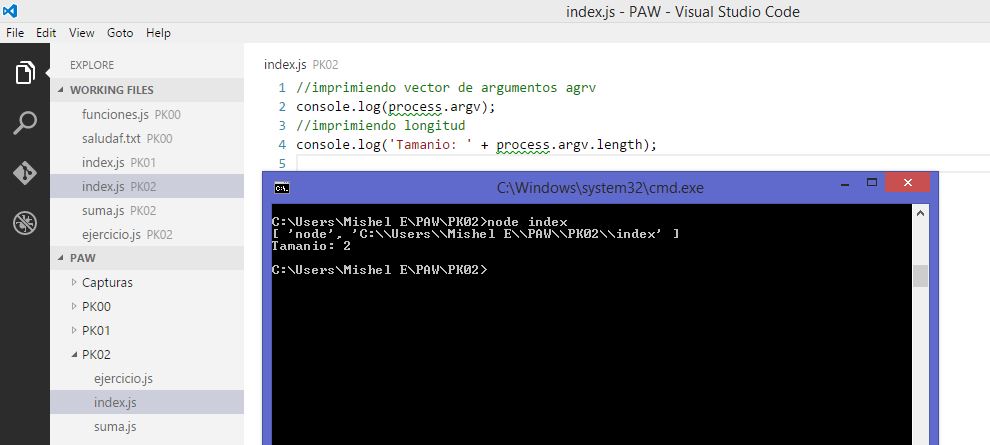 index.js - PAW - Visual Studio Code
File Edit View Goto Help
EXPLORE
WORKING FILES
funciones.js PK00
saludaf.txt PK00
index.js PK01
index.js PK02
suma.js PK02
ejercicio.js PK02
PAW
Capturas
PK00
PK01
PK02
ejercicio.js
index.js
suma.js
index.js PK02
1 //imprimiendo vector de argumentos agrv
2 console.log(process.argv);
3 //imprimiendo longitud
4 console.log('Tamanio: ' + process.argv.length);
5
C:\Windows\system32\cmd.exe
C:\Users\Mishel E\PAW\PK02>node index
[ 'node', 'C:\\Users\\Mishel E\\PAW\\PK02\\index' ]
Tamanio: 2
C:\Users\Mishel E\PAW\PK02>